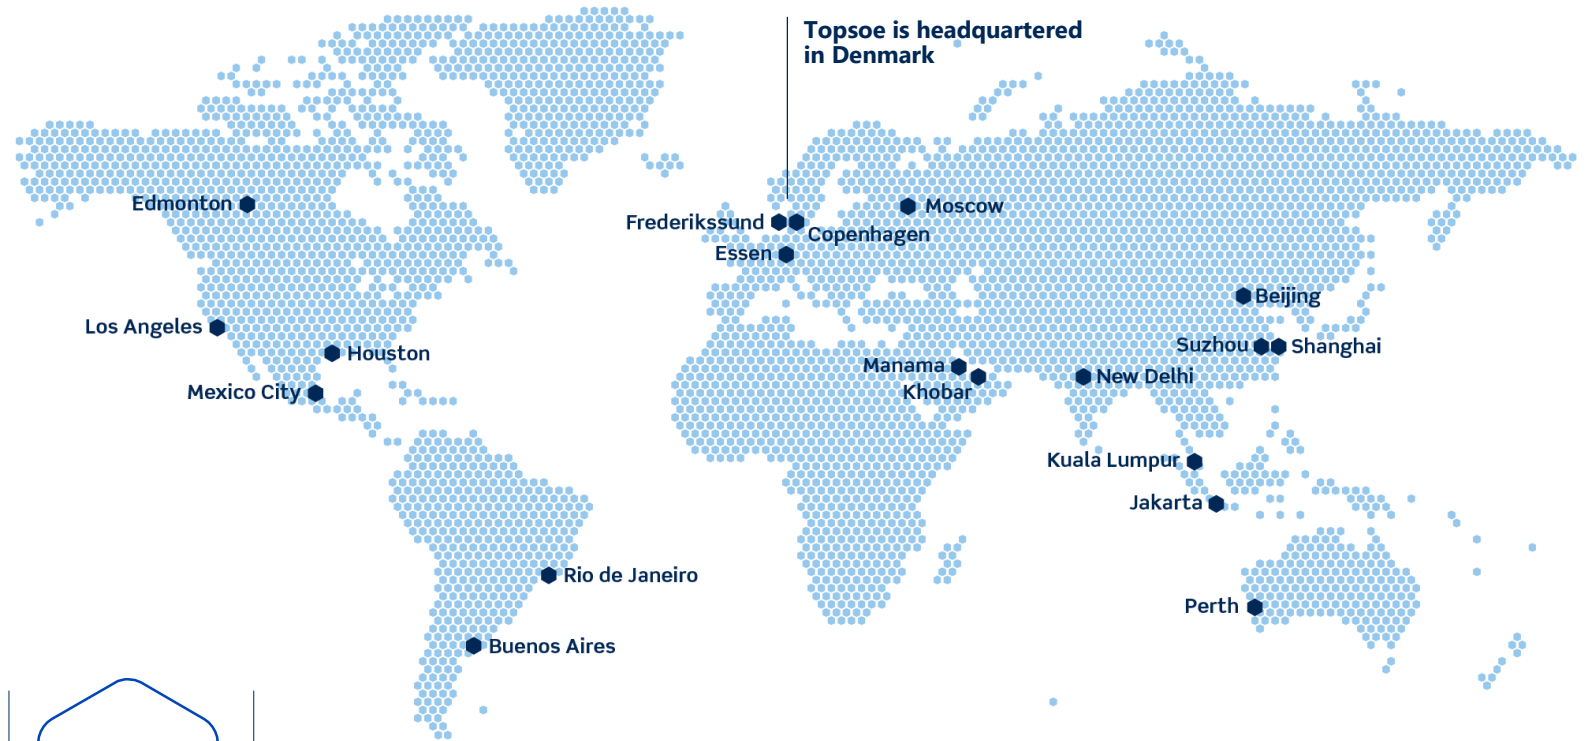 Topsoe is headquartered
in Denmark
Edmonton
Moscow
Frederikssund
Copenhagen
Essen
Beijing
Los Angeles
Houston
Suzhou
Shanghai
Manama
New Delhi
Khobar
Mexico City
Kuala Lumpur
Jakarta
Rio de Janeiro
Perth
Buenos Aires